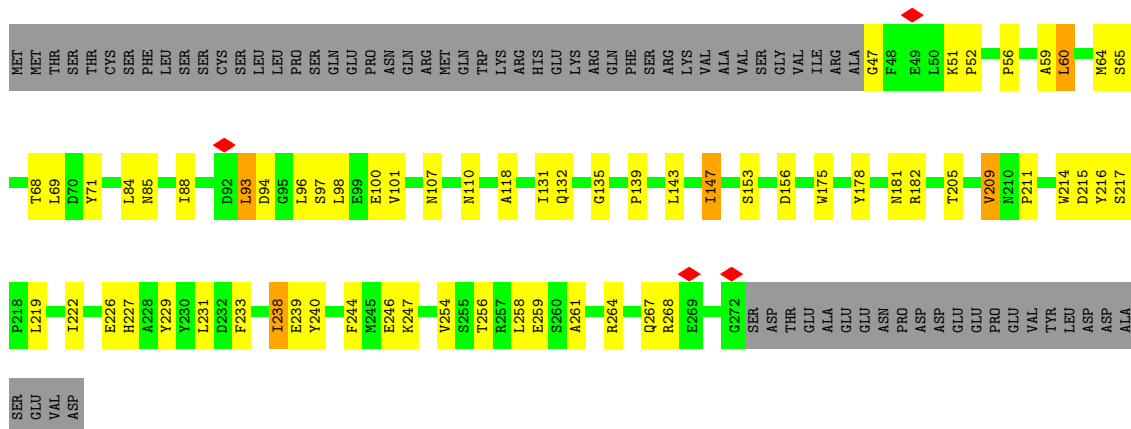 MET MET THR SER SER THR CYS SER PHE LEU SER SER CYS SER LEU LEU PRO SER GLN GLU PRO ASN GLN ARG MET GLN TRP LYS ARG HIS GLU LYS ARG GLN PHE SER ARG LYS VAL ALA VAL SER GLY VAL ILE ARG ALA G47 F48 E49 L50 K51 P52 P56 A59 L60 M64 S65
T68 L69 D70 Y71 L84 N85 I88 D92 L93 D94 G95 L96 S97 L98 E99 E100 V101 N107 N110 A118 I131 Q132 G135 P139 L143 I147 S153 D156 W175 Y178 N181 R182 T205 V209 N210 P211 W214 D215 Y216 S217
P218 L219 I222 E226 H227 A228 Y229 Y230 L231 D232 F233 I238 E239 Y240 F244 M245 E246 K247 V254 S255 T256 R257 L258 E259 S260 A261 R264 Q267 R268 E269 G272 SER ASP THR GLU ALA GLU GLU ASN PRO ASP ASP GLU GLU PRO GLU VAL TYR LEU ASP ASP ALA
SER GLU VAL ASP